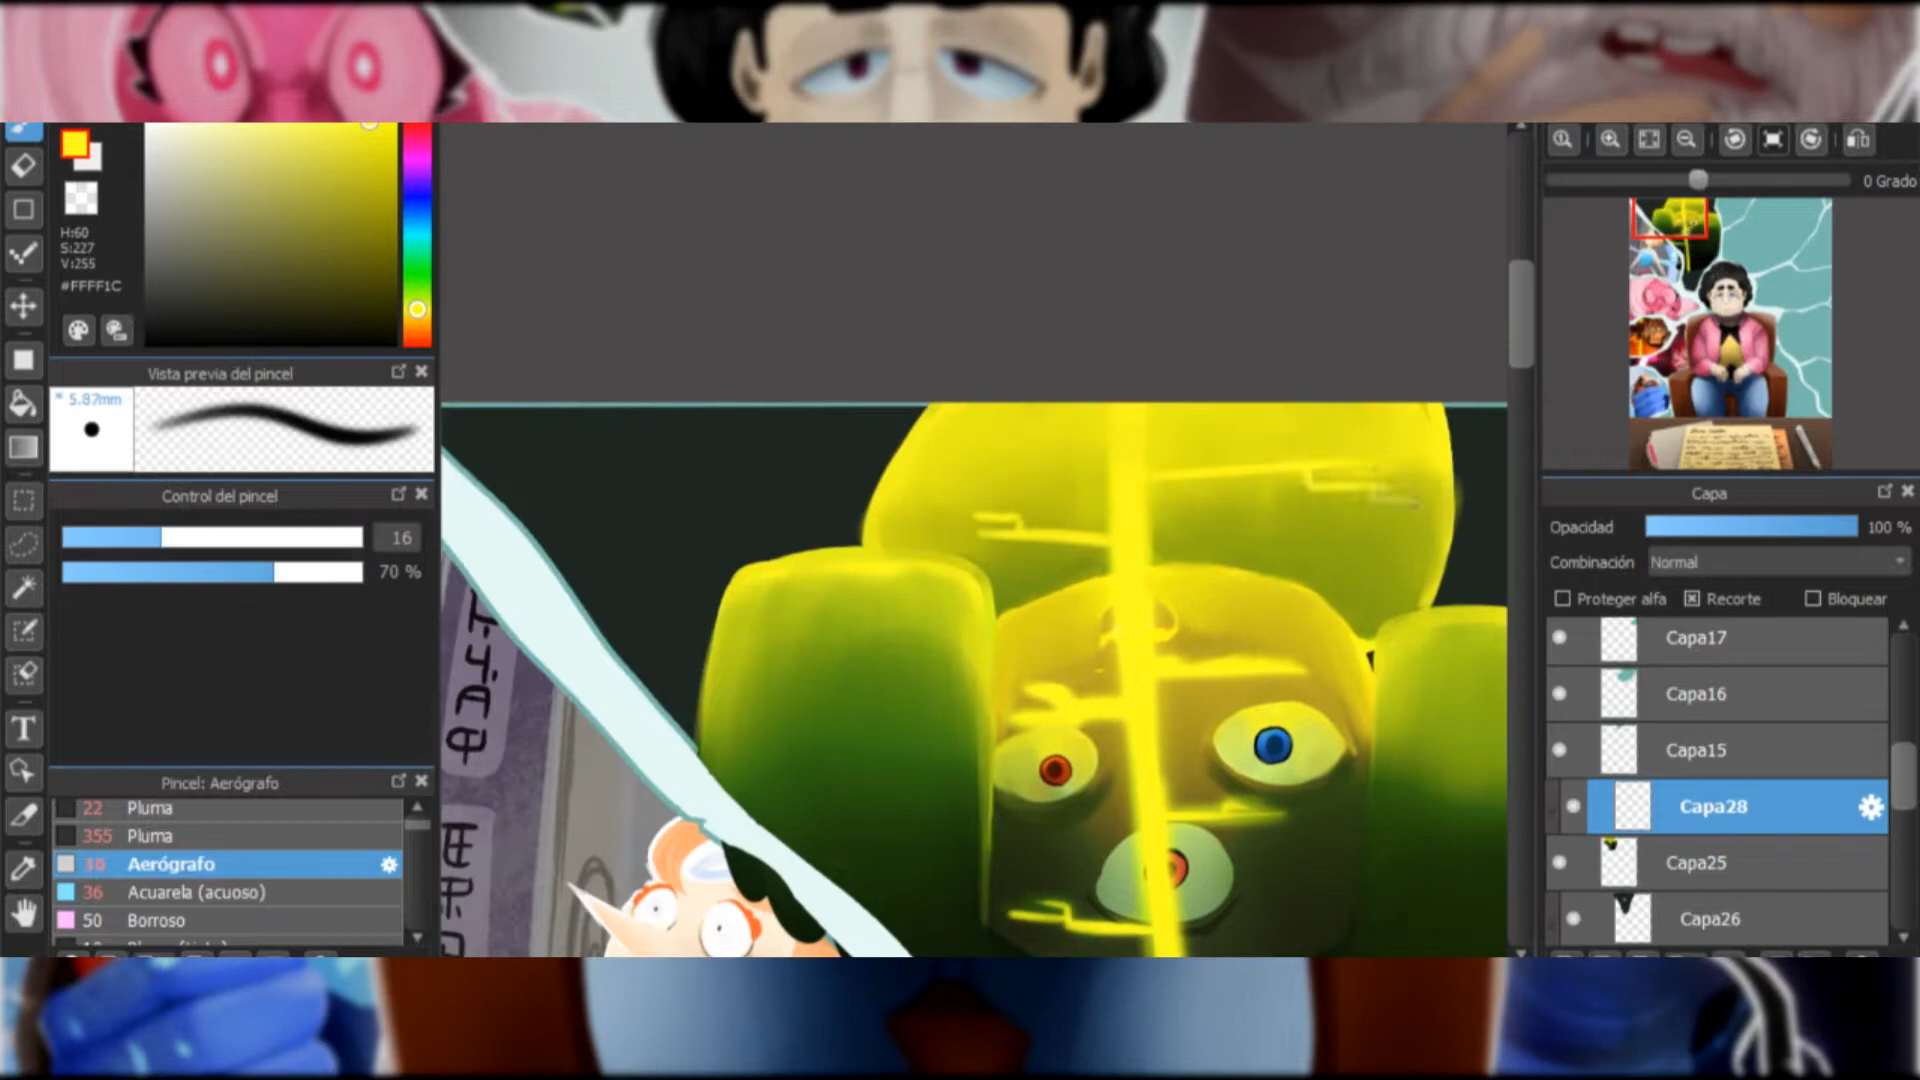 H:60
S:227
V:255
#FFFF1C
Vista previa del pincel
* 5.87mm
Control del pincel
16
70 %
Pincel: Aerógrafo
22 Pluma
355 Pluma
Aerógrafo
36 Acuarela (acuoso)
50 Borroso
T
0 Grado
Capa
Opacidad 100 %
Combinación Normal
Proteger alfa Recorte Bloquear
Capa17
Capa16
Capa15
Capa28
Capa25
Capa26